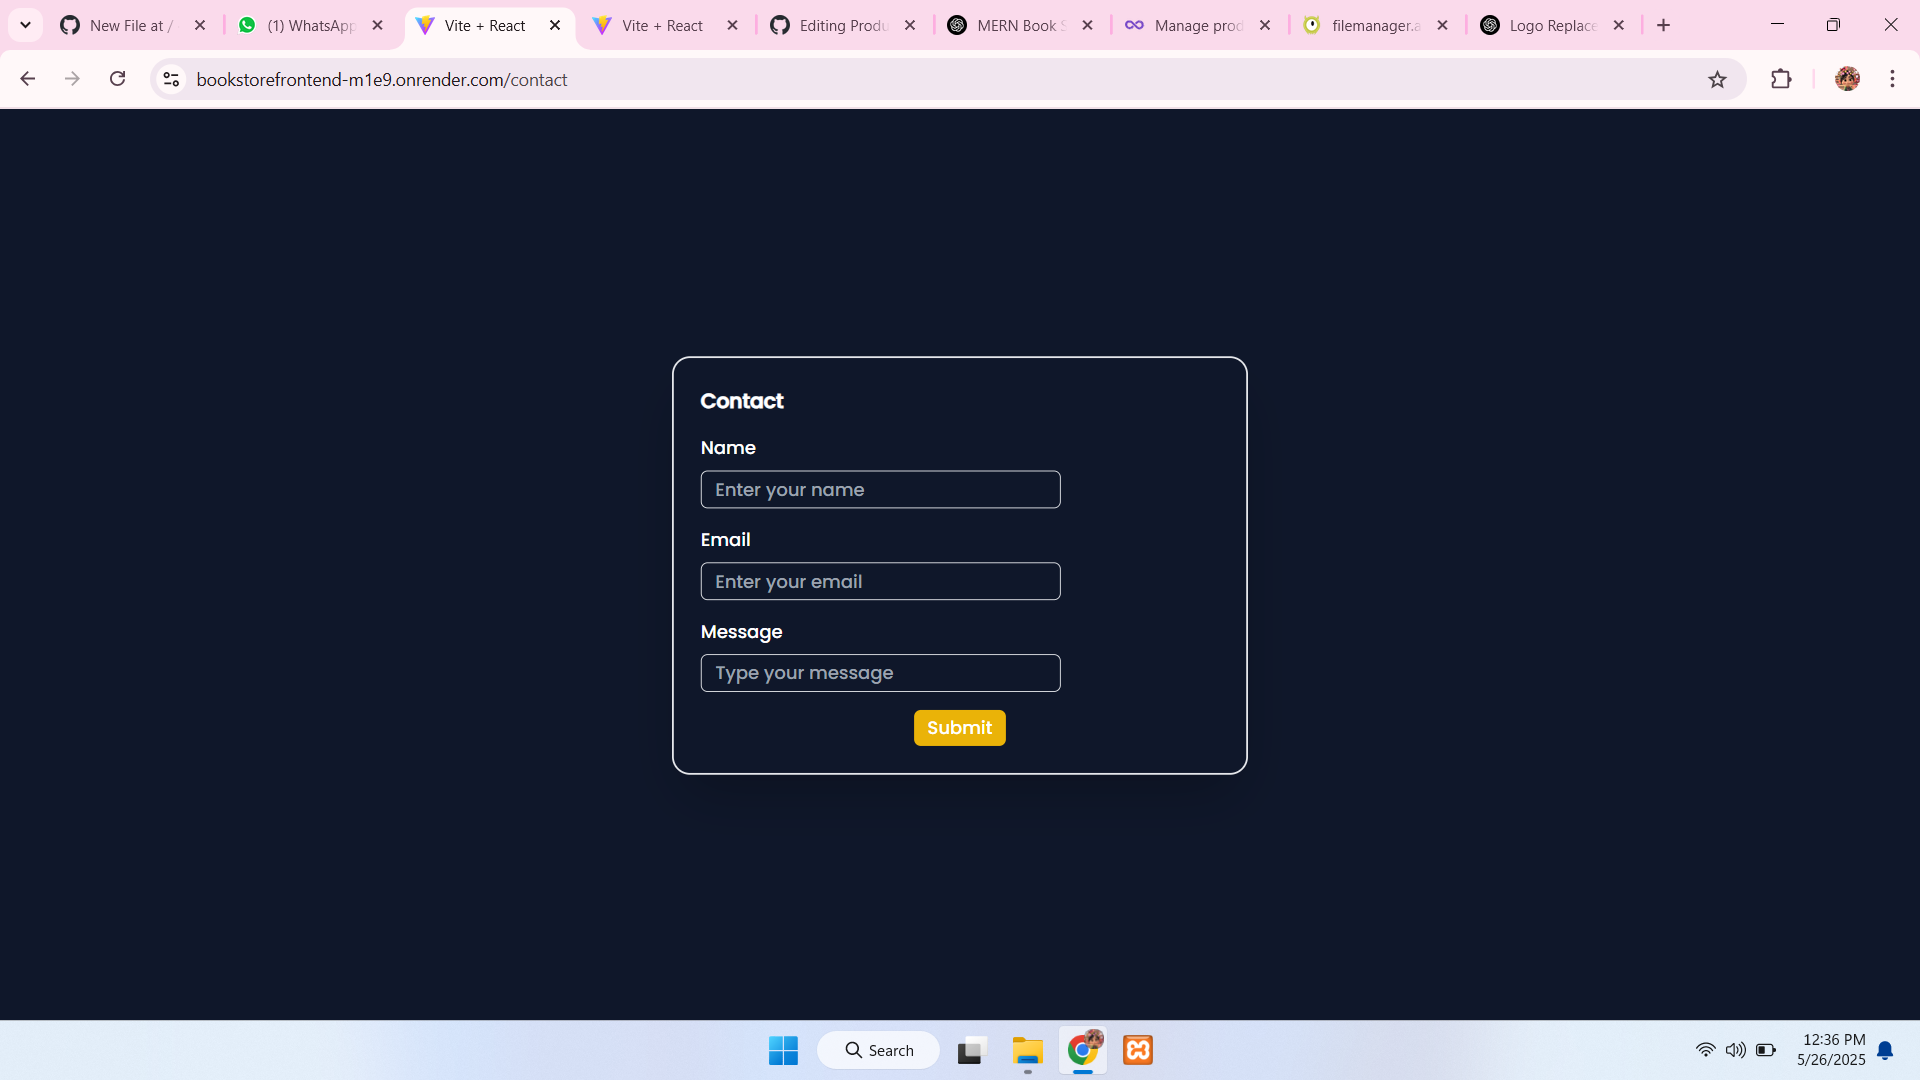 New File at /
(1) WhatsApp
Vite + React
Vite + React
Editing Produ
MERN Book S
Manage prod
filemanager.a
Logo Replace
bookstorefrontend-m1e9.onrender.com/contact
Contact
Name
Enter your name
Email
Enter your email
Message
Type your message
Submit
Search
12:36 PM
5/26/2025